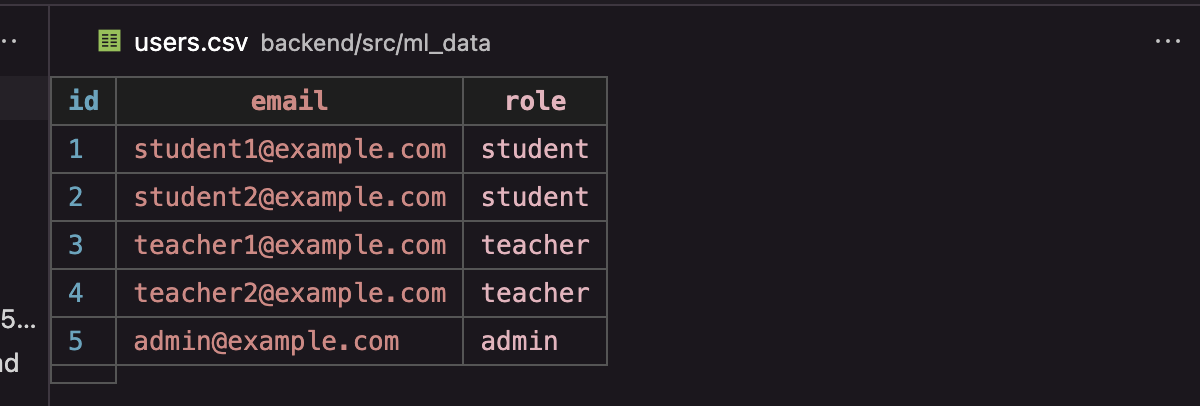 users.csv backend/src/ml_data
id email role
1 student1@example.com student
2 student2@example.com student
3 teacher1@example.com teacher
4 teacher2@example.com teacher
5... 5 admin@example.com admin